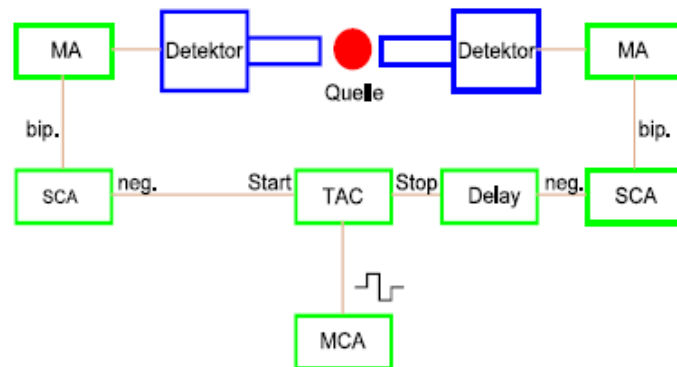 MA Detektor Detektor MA
Quelle
bip. bip.
SCA neg. Start TAC Stop Delay neg. SCA
MCA